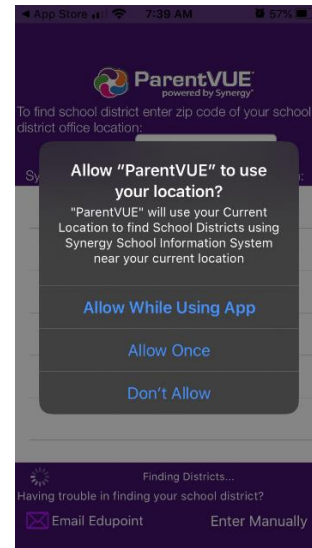 App Store 7:39 AM 57%
ParentVUE
powered by Synergy
To find school district enter zip code of your school
district office location:
Sy :
Allow “ParentVUE” to use
your location?
"ParentVUE" will use your Current
Location to find School Districts using
Synergy School Information System
near your current location
Allow While Using App
Allow Once
Don’t Allow
Finding Districts...
Having trouble in finding your school district?
Email Edupoint Enter Manually